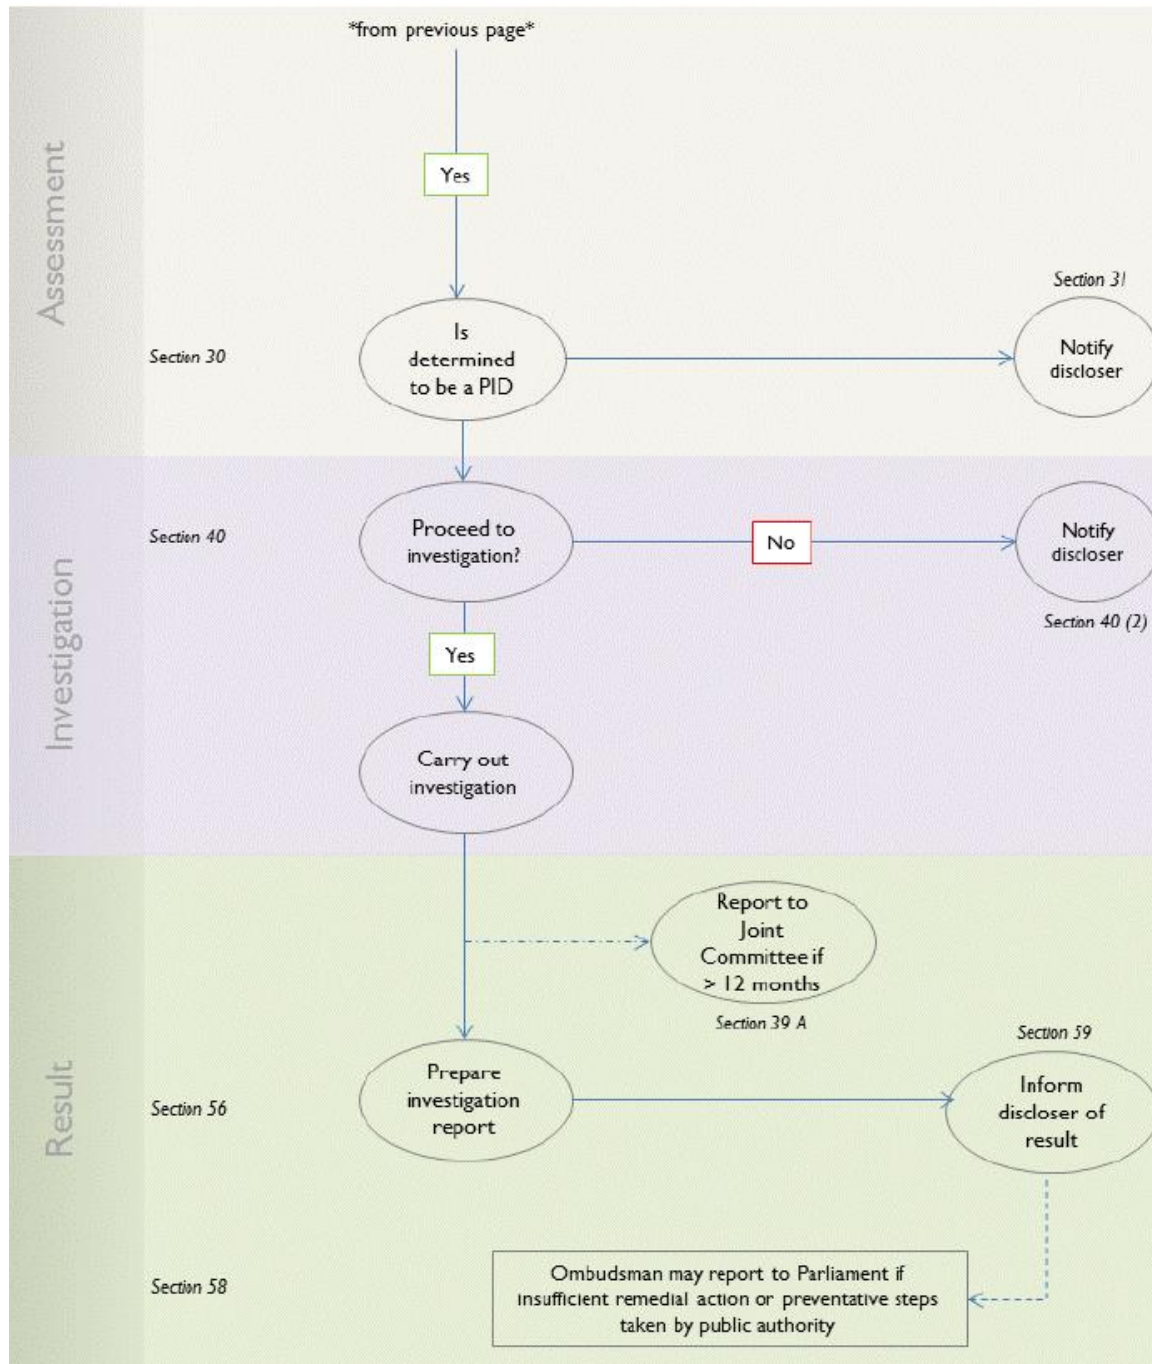 *from previous page*
Assessment
Yes
Section 31
Is
determined
to be a PID
Section 30
Notify
discloser
Investigation
Section 40
Proceed to
investigation?
No
Notify
discloser
Section 40 (2)
Yes
Carry out
investigation
Result
Report to
Joint
Committee if
> 12 months
Section 39 A
Section 59
Section 56
Prepare
investigation
report
Inform
discloser of
result
Section 58
Ombudsman may report to Parliament if
insufficient remedial action or preventative steps
taken by public authority